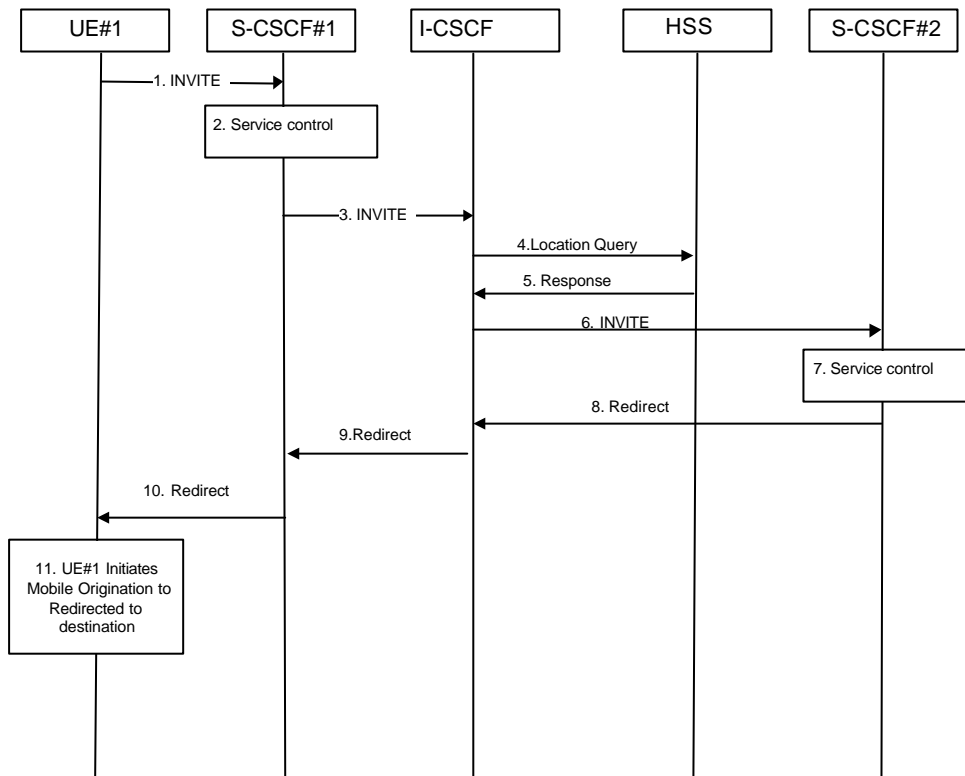 UE#1
S-CSCF#1
I-CSCF
HSS
S-CSCF#2
1. INVITE
2. Service control
3. INVITE
4.Location Query
5. Response
6. INVITE
7. Service control
8. Redirect
9.Redirect
10. Redirect
11. UE#1 Initiates
Mobile Origination to
Redirected to
destination